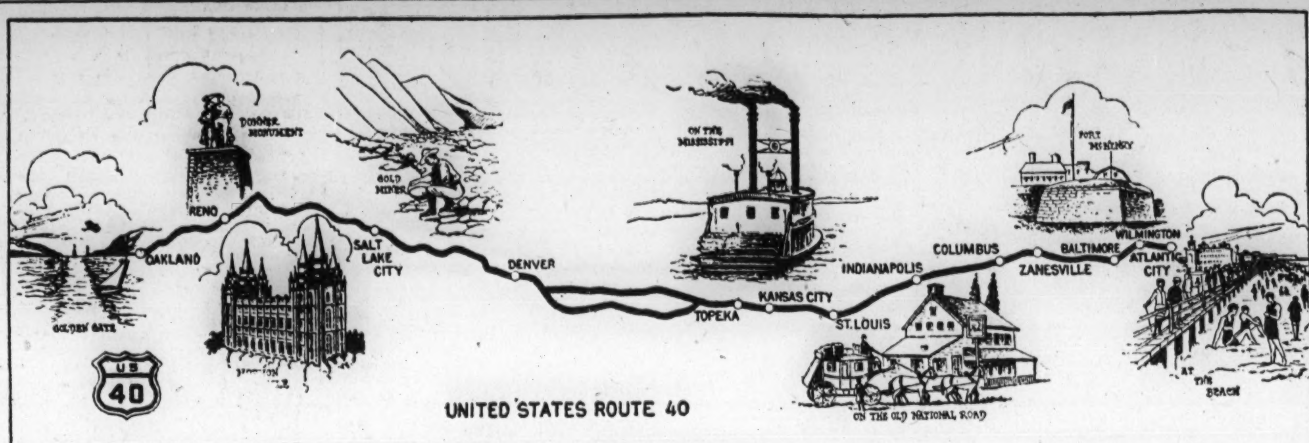 DONNER
MONUMENT
GOLD
MINER
ON THE
MISSISSIPPI
FORT
McHENRY
RENO
OAKLAND
SALT
LAKE
CITY
DENVER
TOPEKA
KANSAS CITY
ST. LOUIS
INDIANAPOLIS
COLUMBUS
ZANESVILLE
BALTIMORE
WILMINGTON
ATLANTIC
CITY
GOLDEN GATE
ON THE OLD NATIONAL ROAD
AT
THE
BEACH
US
40
UNITED STATES ROUTE 40